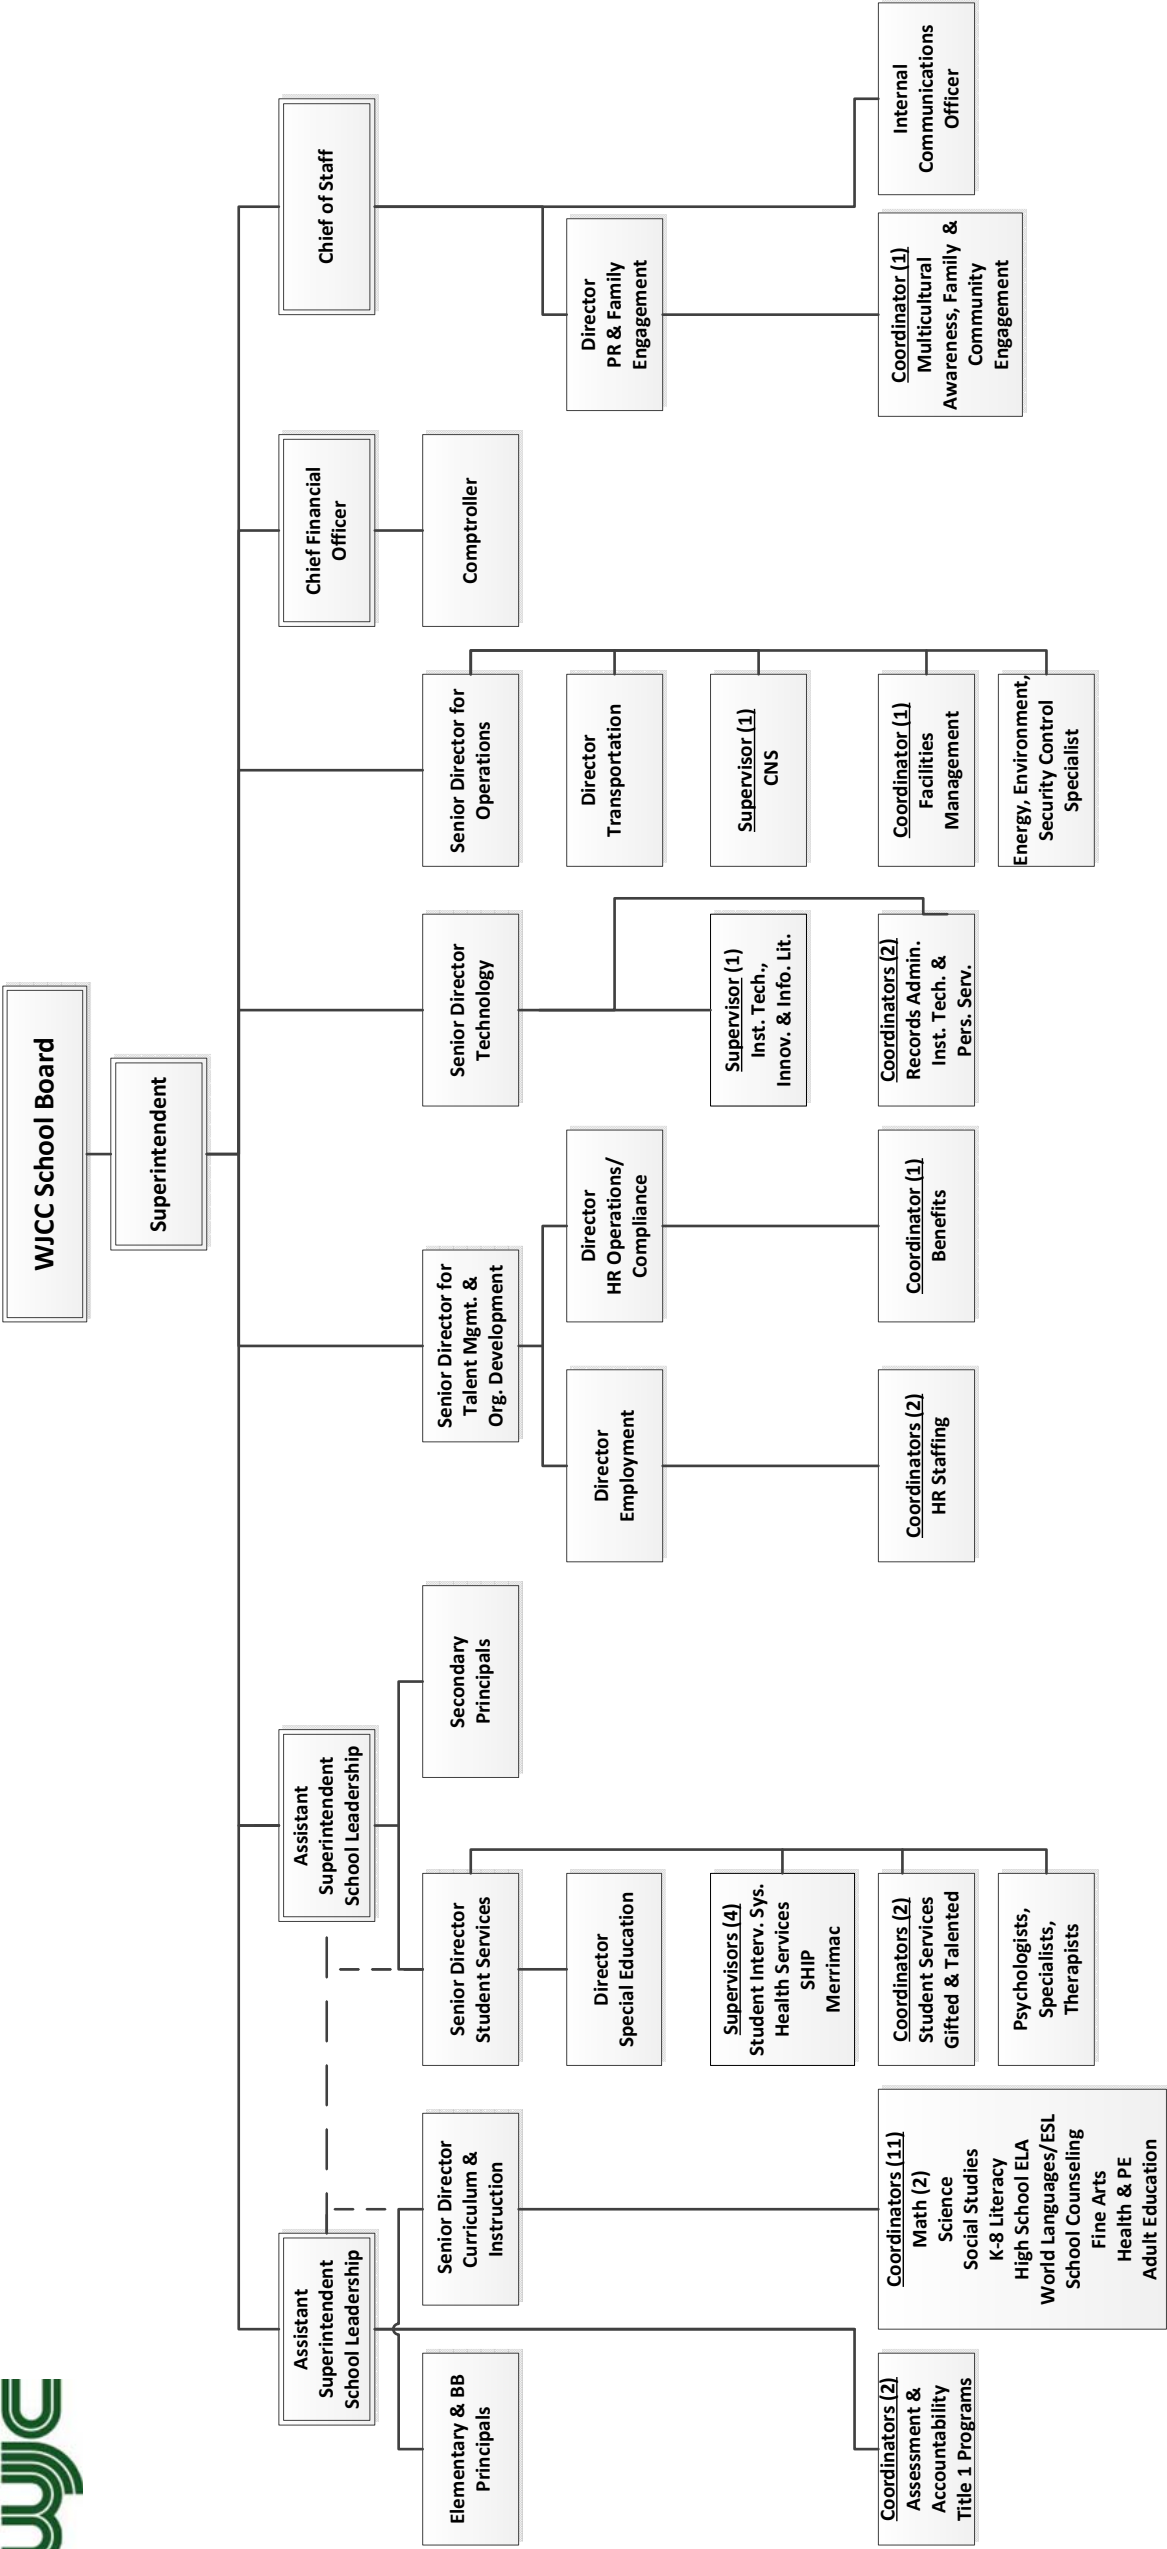 WJCC School Board
Superintendent
Assistant
Superintendent
School Leadership
Assistant
Superintendent
School Leadership
Chief Financial
Officer
Chief of Staff
Elementary & BB
Principals
Senior Director
Curriculum &
Instruction
Senior Director
Student Services
Secondary
Principals
Senior Director for
Talent Mgmt. &
Org. Development
Senior Director
Technology
Senior Director for
Operations
Comptroller
Director
Special Education
Director
Employment
Director
HR Operations/
Compliance
Director
Transportation
Director
PR & Family
Engagement
Supervisors (4)
Student Interv. Sys.
Health Services
SHIP
Merrimac
Supervisor (1)
Inst. Tech.,
Innov. & Info. Lit.
Supervisor (1)
CNS
Coordinators (2)
Assessment &
Accountability
Title 1 Programs
Coordinators (11)
Math (2)
Science
Social Studies
K-8 Literacy
High School ELA
World Languages/ESL
School Counseling
Fine Arts
Health & PE
Adult Education
Coordinators (2)
Student Services
Gifted & Talented
Coordinators (2)
HR Staffing
Coordinator (1)
Benefits
Coordinators (2)
Records Admin.
Inst. Tech. &
Pers. Serv.
Coordinator (1)
Facilities
Management
Coordinator (1)
Multicultural
Awareness, Family &
Community
Engagement
Internal
Communications
Officer
Psychologists,
Specialists,
Therapists
Energy, Environment,
Security Control
Specialist